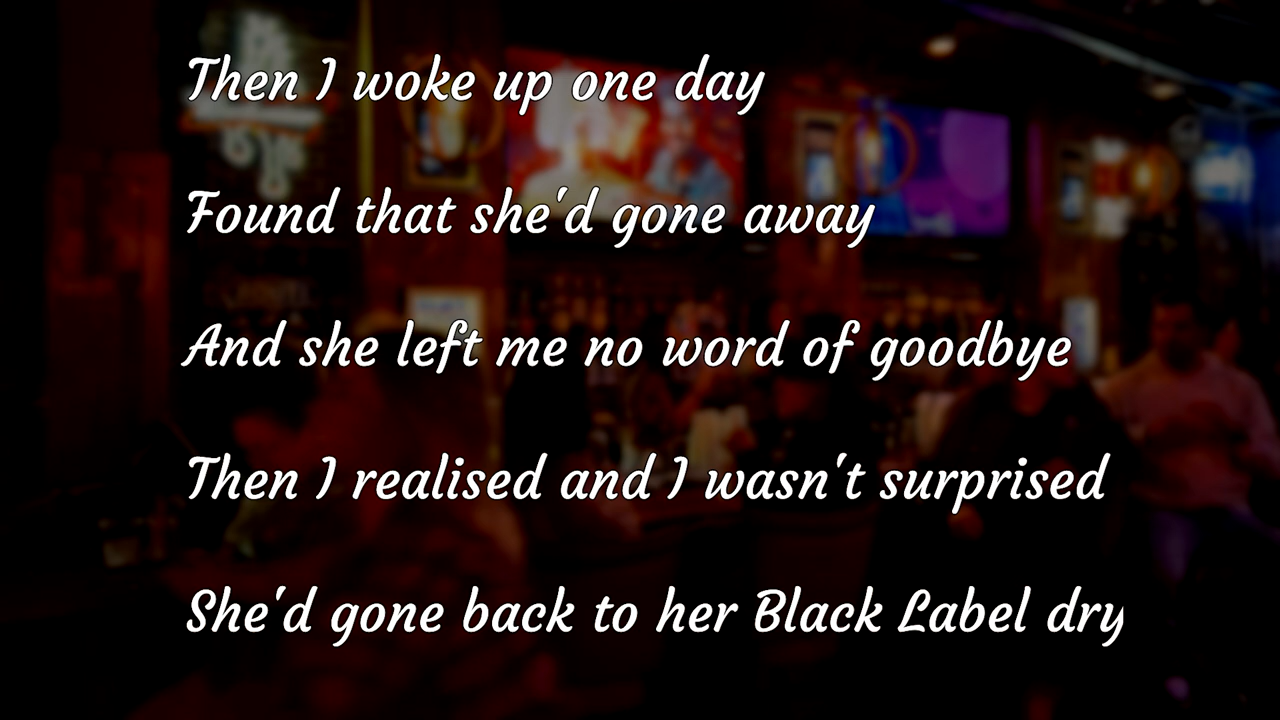 Then I woke up one day
Found that she'd gone away
And she left me no word of goodbye
Then I realised and I wasn't surprised
She'd gone back to her Black Label dry